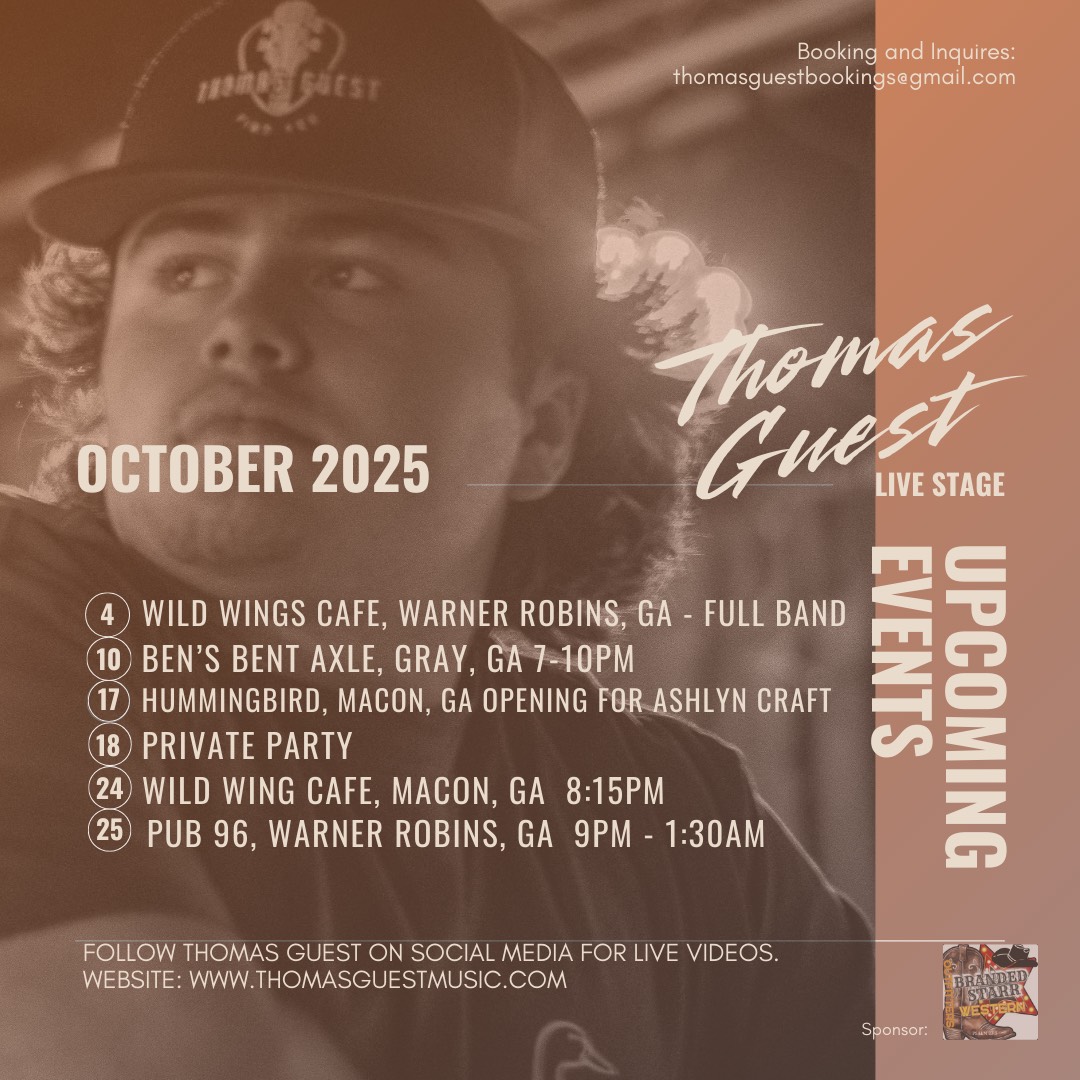 THOMAS GUEST
Booking and Inquires:
thomasguestbookings@gmail.com
Thomas
Guest
LIVE STAGE
UPCOMING
EVENTS
OCTOBER 2025
4 WILD WINGS CAFE, WARNER ROBINS, GA - FULL BAND
10 BEN'S BENT AXLE, GRAY, GA 7-10PM
17 HUMMINGBIRD, MACON, GA OPENING FOR ASHLYN CRAFT
18 PRIVATE PARTY
24 WILD WING CAFE, MACON, GA 8:15PM
25 PUB 96, WARNER ROBINS, GA 9PM - 1:30AM
FOLLOW THOMAS GUEST ON SOCIAL MEDIA FOR LIVE VIDEOS.
WEBSITE: WWW.THOMASGUESTMUSIC.COM
Sponsor:
BRANDED
STARR
WESTERN